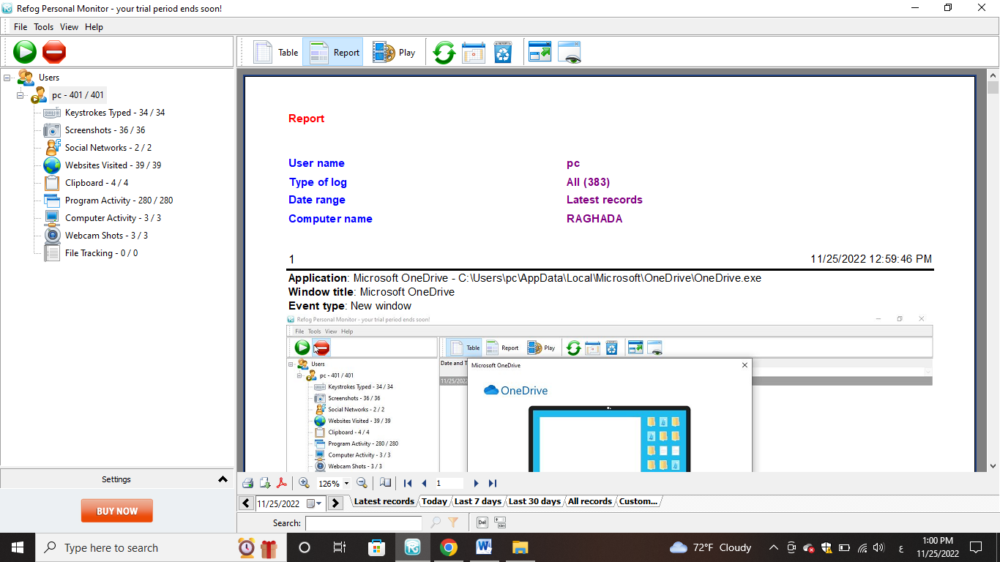 Refog Personal Monitor - your trial period ends soon!
File Tools View Help
Table Report Play
Users
pc - 401 / 401
Keystrokes Typed - 34 / 34
Screenshots - 36 / 36
Social Networks - 2 / 2
Websites Visited - 39 / 39
Clipboard - 4 / 4
Program Activity - 280 / 280
Computer Activity - 3 / 3
Webcam Shots - 3 / 3
File Tracking - 0 / 0
Report
User name pc
Type of log All (383)
Date range Latest records
Computer name RAGHADA
1 11/25/2022 12:59:46 PM
Application: Microsoft OneDrive - C:\Users\pc\AppData\Local\Microsoft\OneDrive\OneDrive.exe
Window title: Microsoft OneDrive
Event type: New window
Refog Personal Monitor - your trial period ends soon!
File Tools View Help
Table Report Play
Users
Date and T
Microsoft OneDrive
pc - 401 / 401
11/25/2022
Keystrokes Typed - 34 / 34
OneDrive
Screenshots - 36 / 36
Social Networks - 2 / 2
Websites Visited - 39 / 39
Clipboard - 4 / 4
Program Activity - 280 / 280
Computer Activity - 3 / 3
Webcam Shots - 3 / 3
Settings
BUY NOW
126% 1
11/25/2022 Latest records Today Last 7 days Last 30 days All records Custom...
Search: Del
Type here to search
72°F Cloudy ع 1:00 PM
11/25/2022